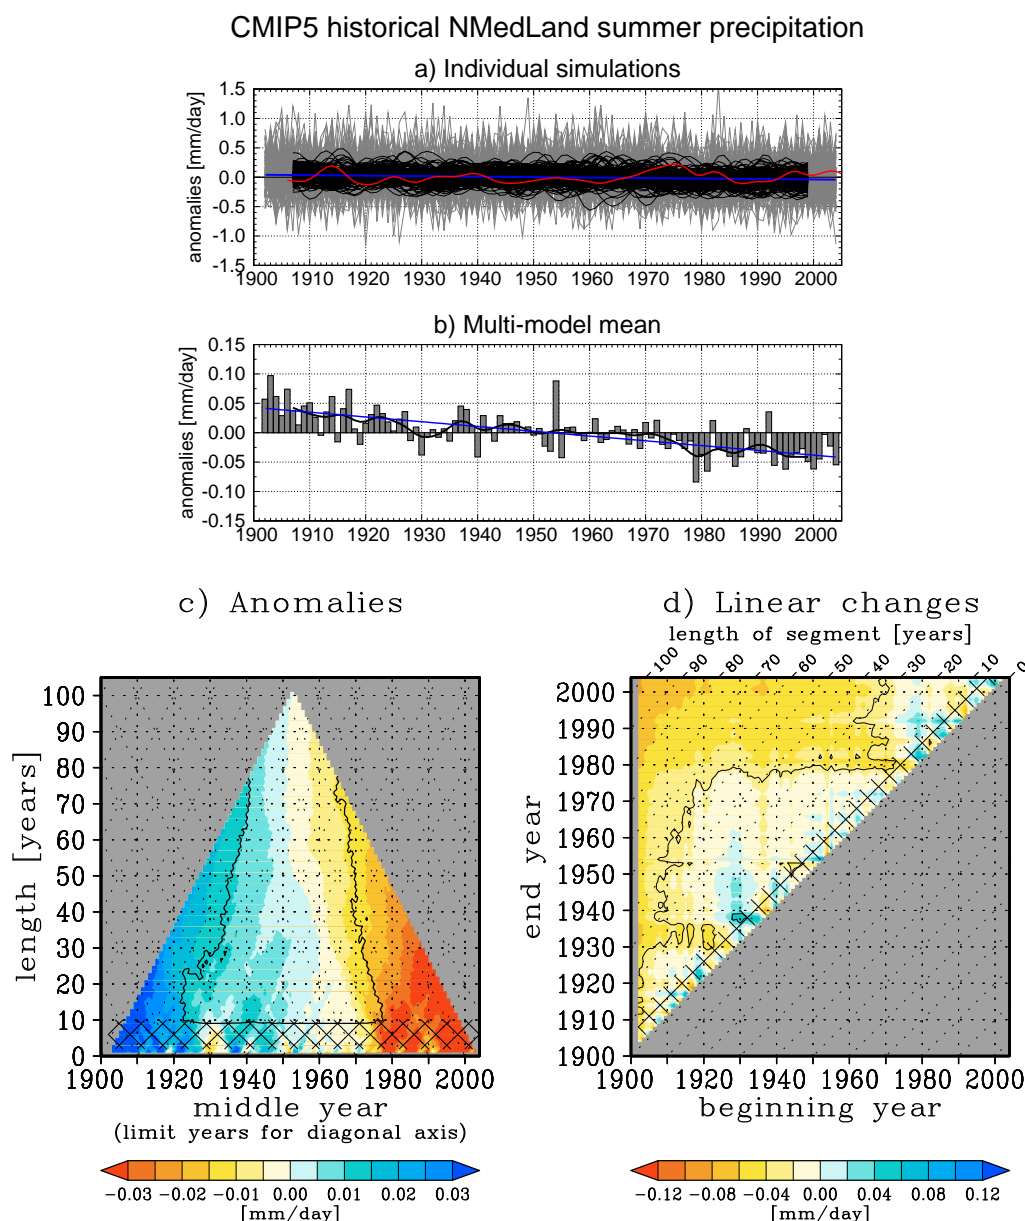 CMIP5 historical NMedLand summer precipitation
a) Individual simulations
anomalies [mm/day]
1.5
1.0
0.5
0.0
-0.5
-1.0
-1.5
1900 1910 1920 1930 1940 1950 1960 1970 1980 1990 2000
b) Multi-model mean
anomalies [mm/day]
0.15
0.10
0.05
0.00
-0.05
-0.10
-0.15
1900 1910 1920 1930 1940 1950 1960 1970 1980 1990 2000
c) Anomalies
length [years]
100
90
80
70
60
50
40
30
20
10
0
1900 1920 1940 1960 1980 2000
middle year
(limit years for diagonal axis)
-0.03 -0.01 0.00 0.01 0.02 0.03
[mm/day]
d) Linear changes
length of segment [years]
100 90 80 70 60 50 40 30 20 10 0
end year
2000
1990
1980
1970
1960
1950
1940
1930
1920
1910
1900
1900 1920 1940 1960 1980 2000
beginning year
-0.12 -0.08 -0.04 0.00 0.04 0.08 0.12
[mm/day]